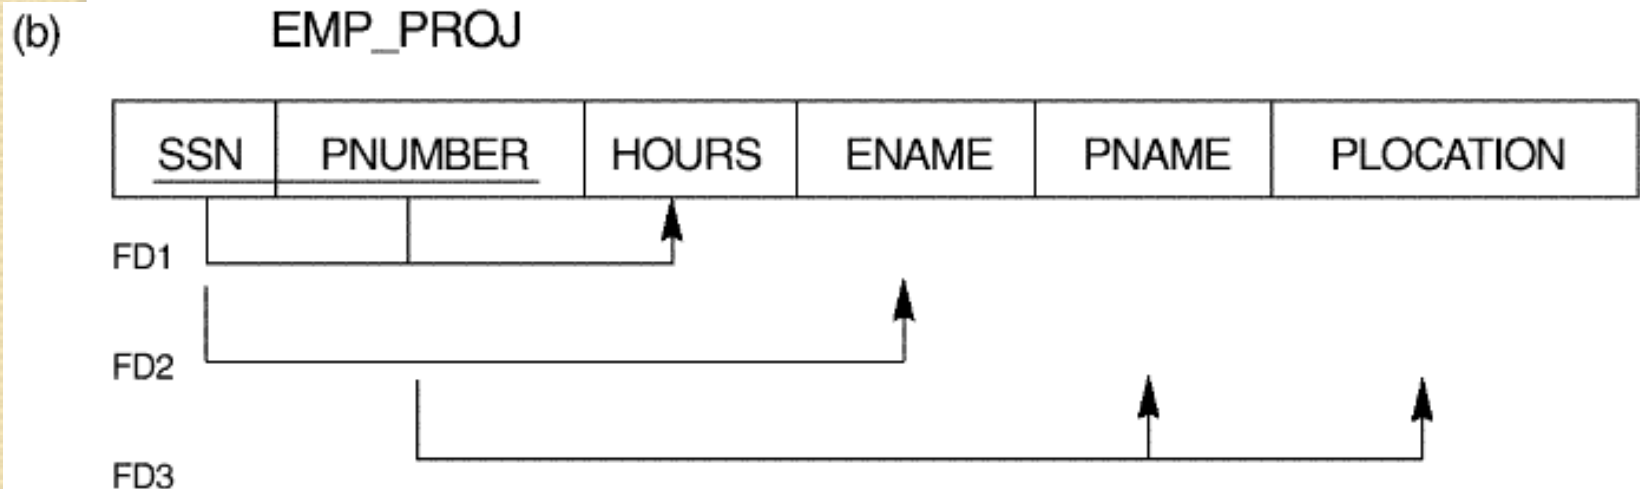 (b) EMP_PROJ
SSN PNUMBER HOURS ENAME PNAME PLOCATION
FD1
FD2
FD3